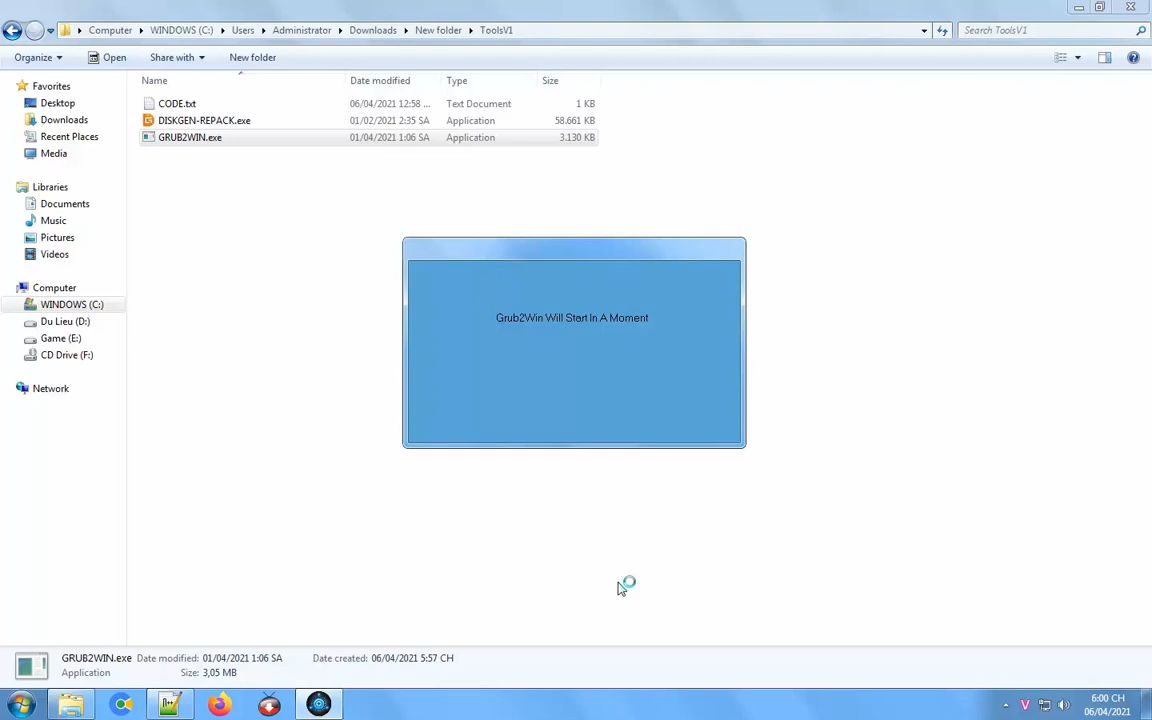 Computer WINDOWS (C:) Users Administrator Downloads New folder ToolsV1
Search ToolsV1
Organize Open Share with New folder
Name Date modified Type Size
CODE.txt 06/04/2021 12:58 ... Text Document 1 KB
DISKGEN-REPACK.exe 01/02/2021 2:35 SA Application 58.661 KB
GRUB2WIN.exe 01/04/2021 1:06 SA Application 3.130 KB
Favorites
Desktop
Downloads
Recent Places
Media
Libraries
Documents
Music
Pictures
Videos
Computer
WINDOWS (C:)
Du Lieu (D:)
Game (E:)
CD Drive (F:)
Network
Grub2Win Will Start In A Moment
GRUB2WIN.exe Date modified: 01/04/2021 1:06 SA Date created: 06/04/2021 5:57 CH
Application Size: 3,05 MB
V
6:00 CH
06/04/2021